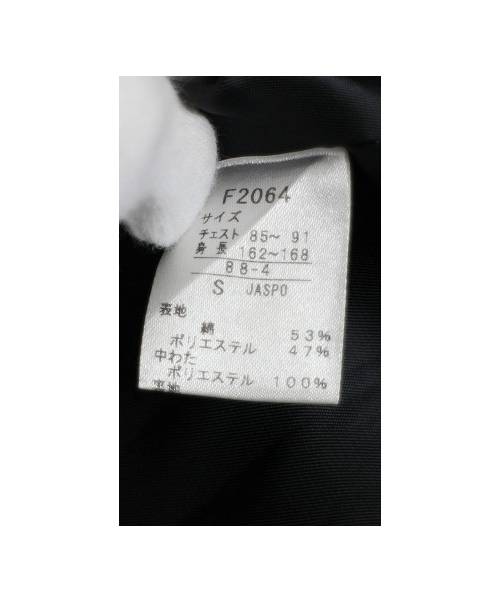 F2064
サイズ
チェスト 85～ 91
身長 162～168
88-4
S JASPO
表地
綿 53%
ポリエステル 47%
中わた
ポリエステル 100%